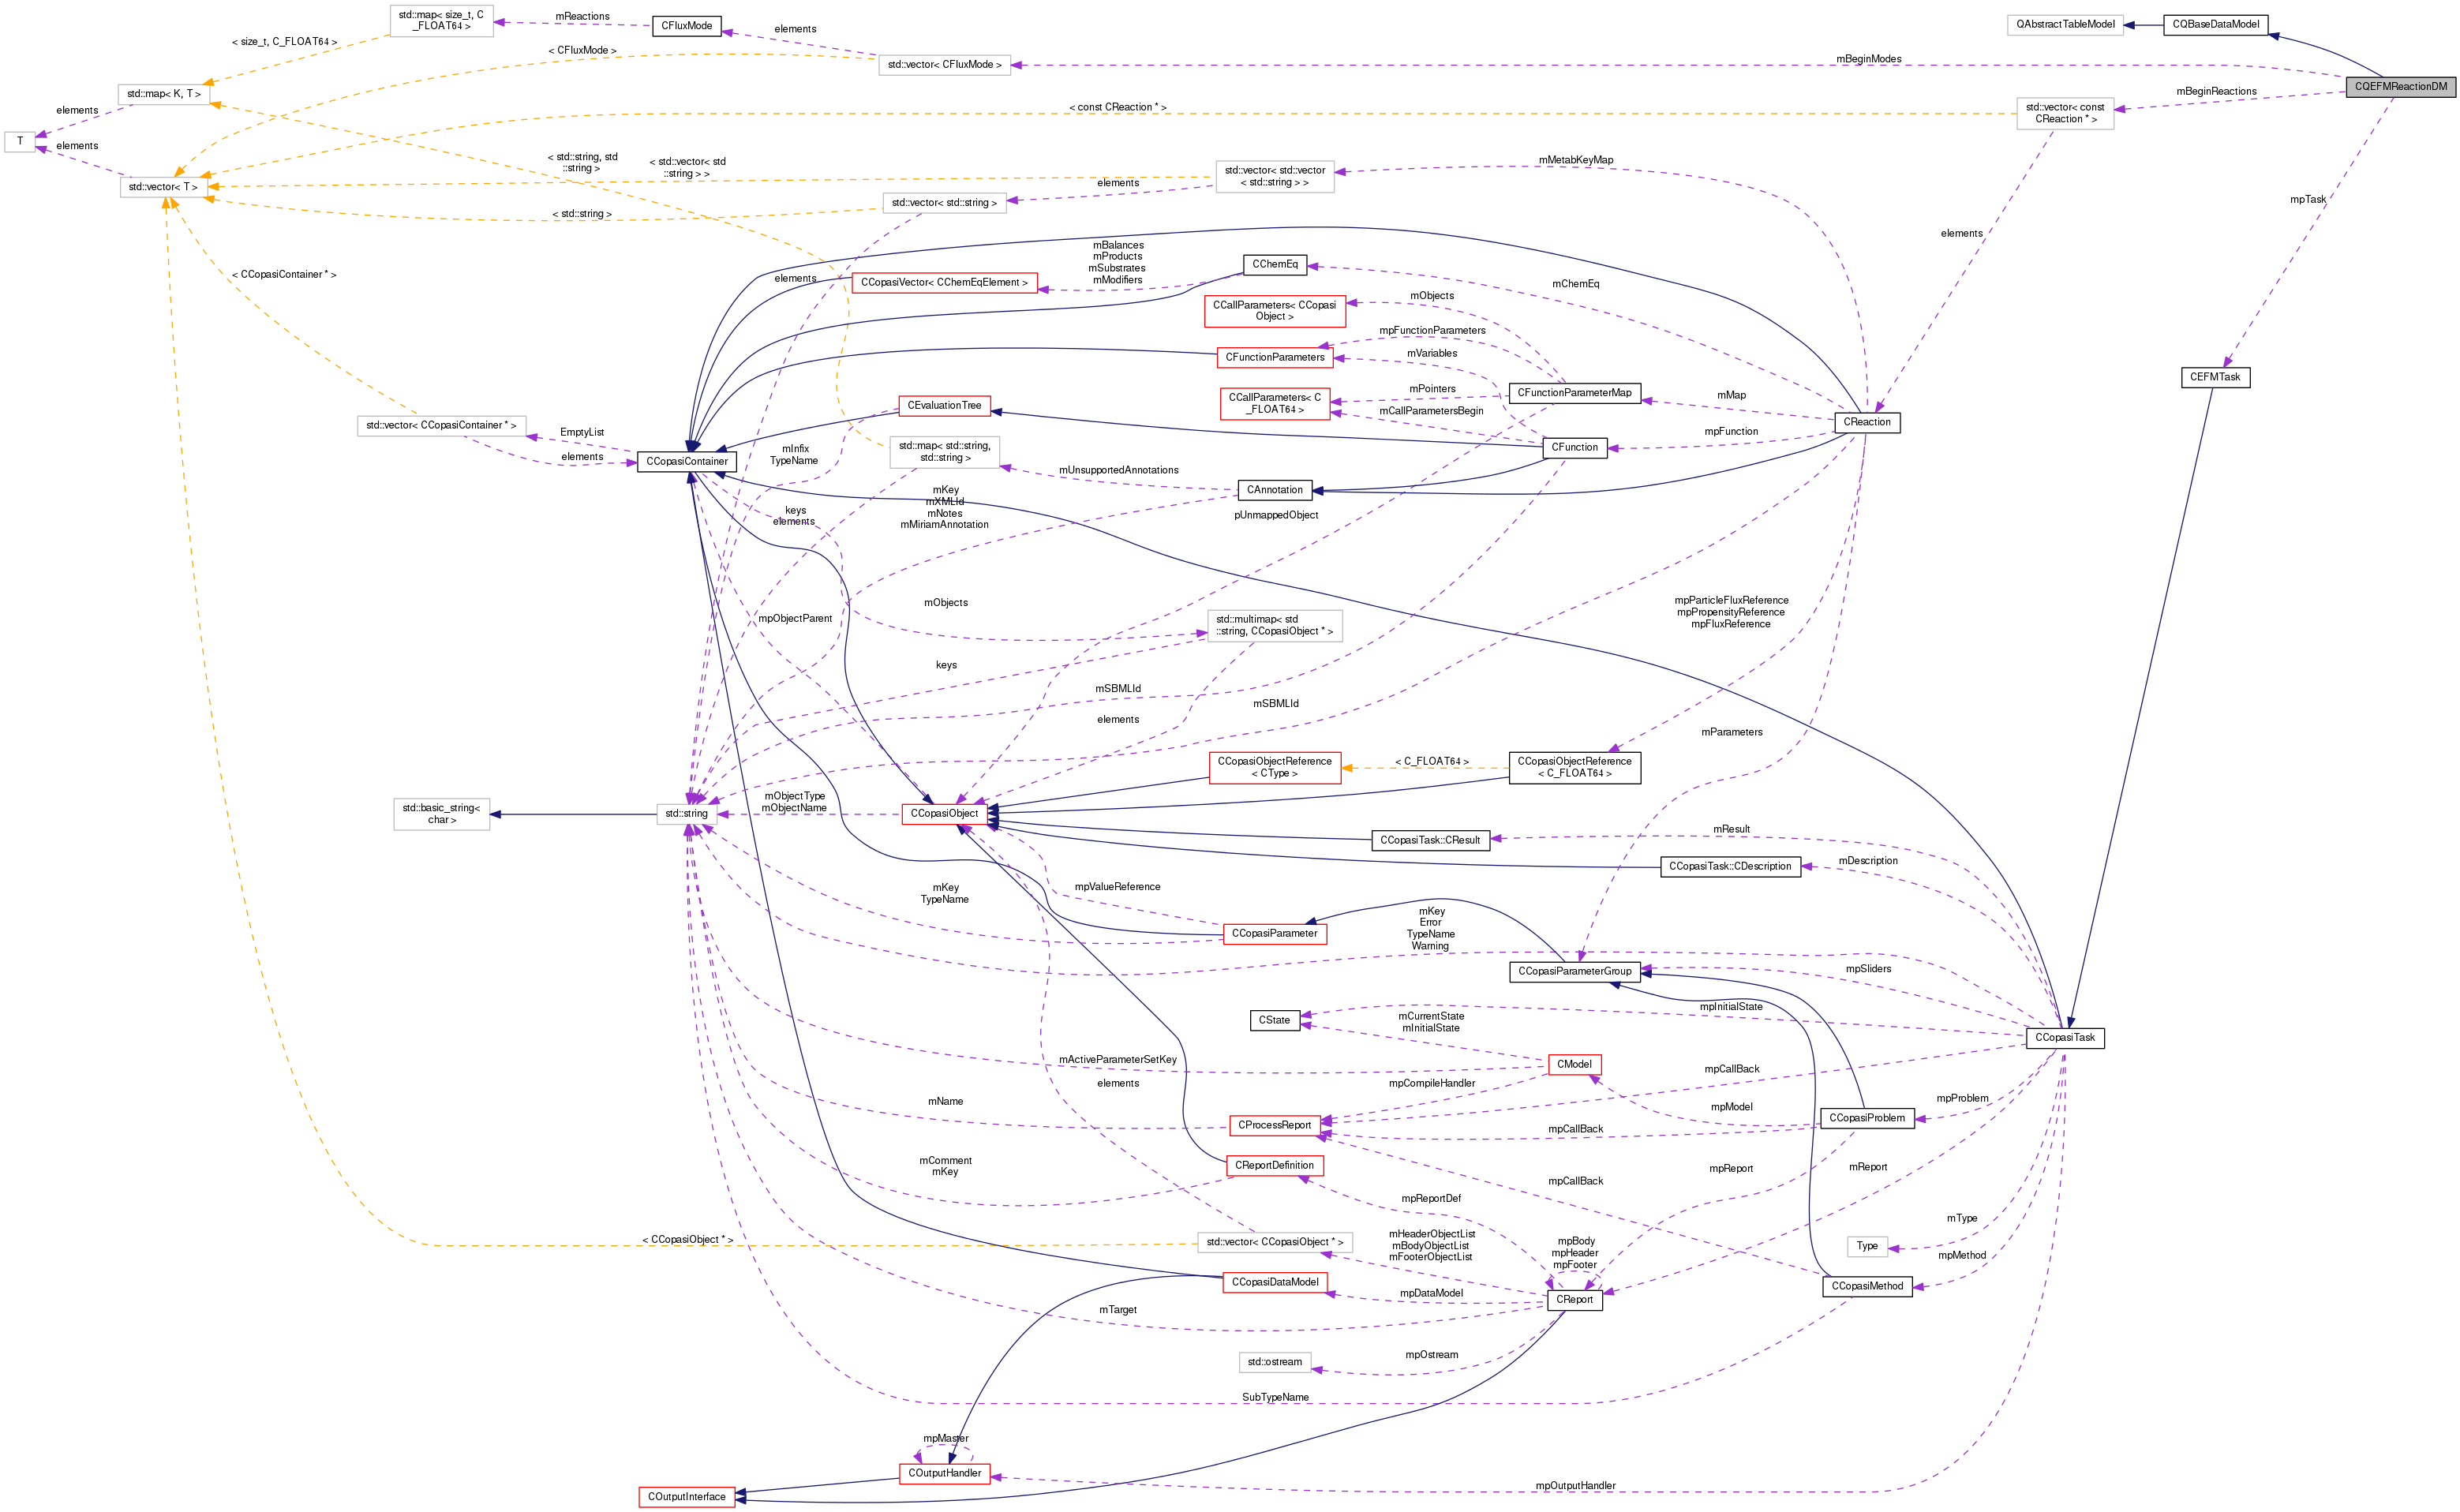 std::map< size_t, C
_FLOAT64 >
mReactions
CFluxMode
elements
QAbstractTableModel
CQBaseDataModel
< size_t, C_FLOAT64 >
< CFluxMode >
std::vector< CFluxMode >
mBeginModes
CQEFMReactionDM
std::map< K, T >
elements
< const CReaction * >
std::vector< const
CReaction * >
mBeginReactions
T
elements
std::vector< T >
< std::string, std
::string >
< std::vector< std
::string > >
std::vector< std::vector
< std::string > >
mMetabKeyMap
elements
std::vector< std::string >
< std::string >
mpTask
elements
< CCopasiContainer * >
elements
mBalances
mProducts
mSubstrates
mModifiers
CCopasiVector< CChemEqElement >
CChemEq
mChemEq
CCallParameters< CCopasi
Object >
mObjects
mpFunctionParameters
CFunctionParameters
mVariables
CEFMTask
CCallParameters< C
_FLOAT64 >
mPointers
mCallParametersBegin
CFunctionParameterMap
mMap
CReaction
CEvaluationTree
mpFunction
CFunction
std::vector< CCopasiContainer * >
EmptyList
elements
CCopasiContainer
mInfix
TypeName
std::map< std::string,
std::string >
mUnsupportedAnnotations
CAnnotation
mKey
mXMLId
mNotes
mMiriamAnnotation
keys
elements
pUnmappedObject
mpObjectParent
mObjects
std::multimap< std
::string, CCopasiObject * >
mpParticleFluxReference
mpPropensityReference
mpFluxReference
keys
mSBMLId
mSBMLId
elements
mParameters
CCopasiObjectReference
< CType >
< C_FLOAT64 >
CCopasiObjectReference
< C_FLOAT64 >
std::basic_string<
char >
std::string
mObjectType
mObjectName
CCopasiObject
CCopasiTask::CResult
mResult
CCopasiTask::CDescription
mDescription
mKey
TypeName
mpValueReference
CCopasiParameter
mKey
Error
TypeName
Warning
CCopasiParameterGroup
mpSliders
CState
mpInitialState
mCurrentState
mInitialState
CCopasiTask
mActiveParameterSetKey
elements
CModel
mpCompileHandler
mpCallBack
mName
CProcessReport
mpModel
CCopasiProblem
mpProblem
mpCallBack
mComment
mKey
CReportDefinition
mpReport
mReport
mpCallBack
mpReportDef
mType
Type
mpMethod
< CCopasiObject * >
std::vector< CCopasiObject * >
mHeaderObjectList
mBodyObjectList
mFooterObjectList
mpBody
mpHeader
mpFooter
CCopasiDataModel
mpDataModel
CReport
CCopasiMethod
mTarget
std::ostream
mpOstream
SubTypeName
mpMaster
COutputHandler
mpOutputHandler
COutputInterface